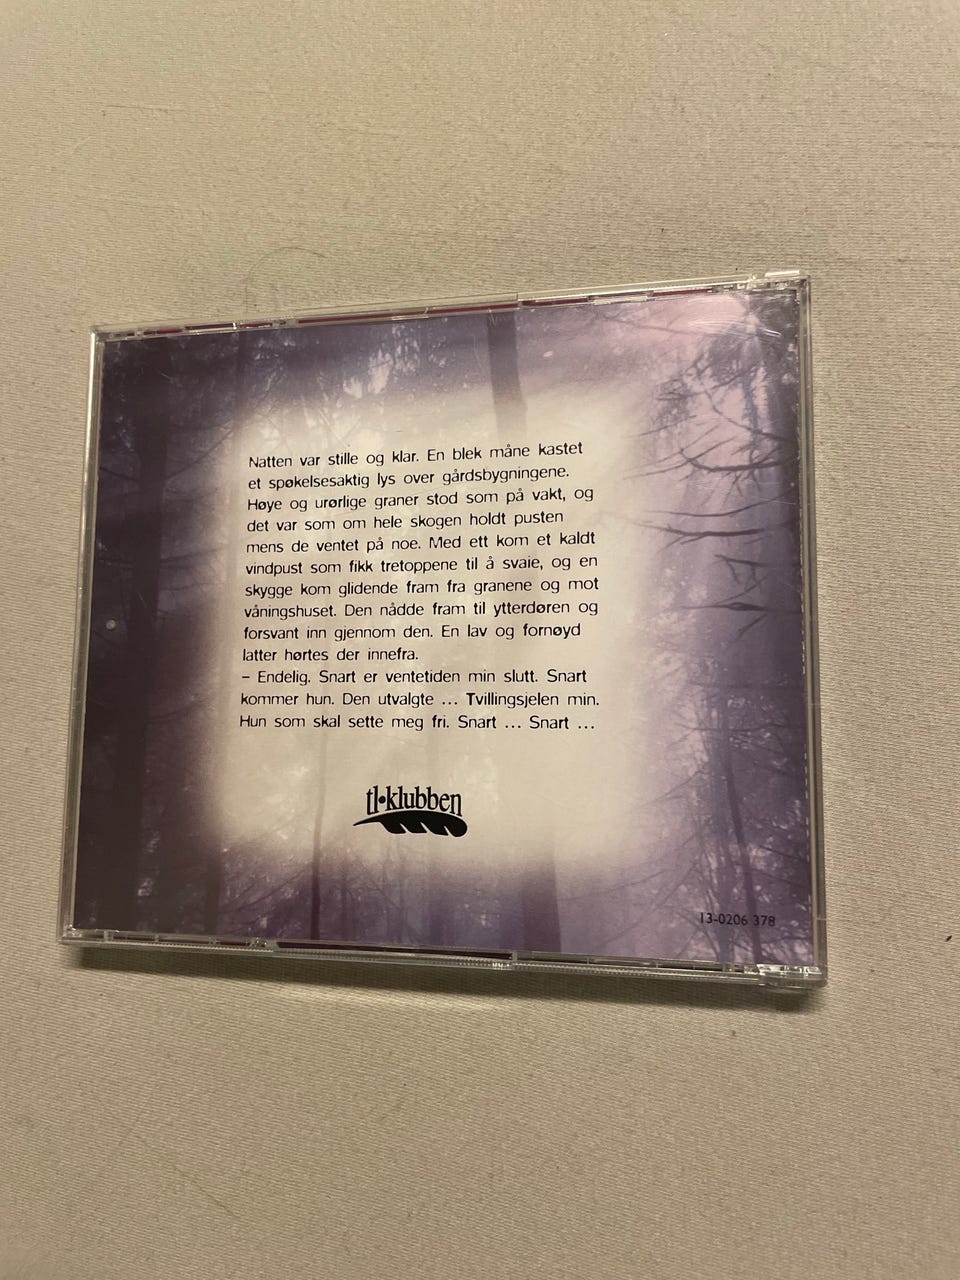 Natten var stille og klar. En blek måne kastet
et spøkelsesaktig lys over gårdsbygningene.
Høye og urørlige graner stod som på vakt, og
det var som om hele skogen holdt pusten
mens de ventet på noe. Med ett kom et kaldt
vindpust som fikk tretoppene til å svaie, og en
skygge kom glidende fram fra granene og mot
våningshuset. Den nådde fram til ytterdøren og
forsvant inn gjennom den. En lav og fornøyd
latter hørtes der innefra.
– Endelig. Snart er ventetiden min slutt. Snart
kommer hun. Den utvalgte ... Tvillingsjelen min.
Hun som skal sette meg fri. Snart ... Snart ...
tl•klubben
13-0206 378